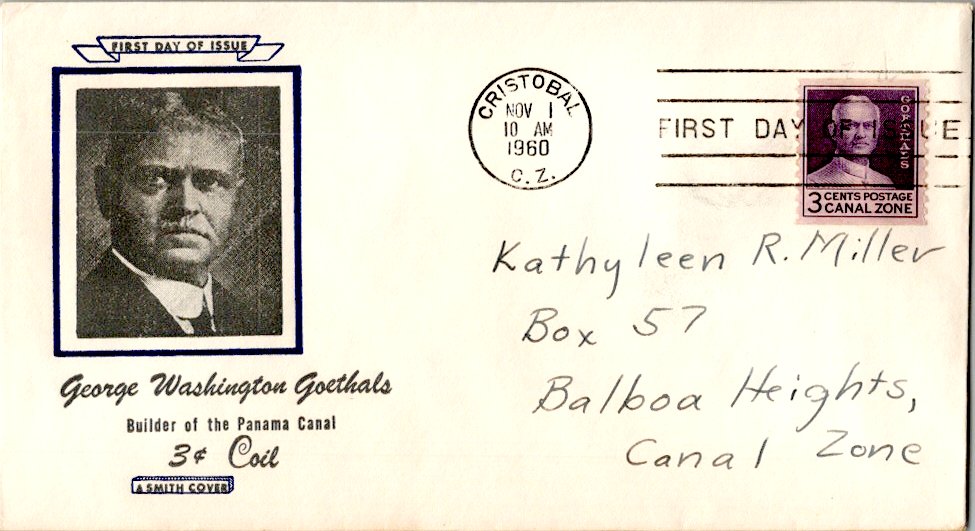 FIRST DAY OF ISSUE
George Washington Goethals
Builder of the Panama Canal
3¢ Coil
A SMITH COVER
CRISTOBAL
NOV 1
10 AM
1960
C. Z.
FIRST DAY OF ISSUE
GOETHALS
3 CENTS POSTAGE
CANAL ZONE
Kathyleen R. Miller
Box 57
Balboa Heights,
Canal Zone